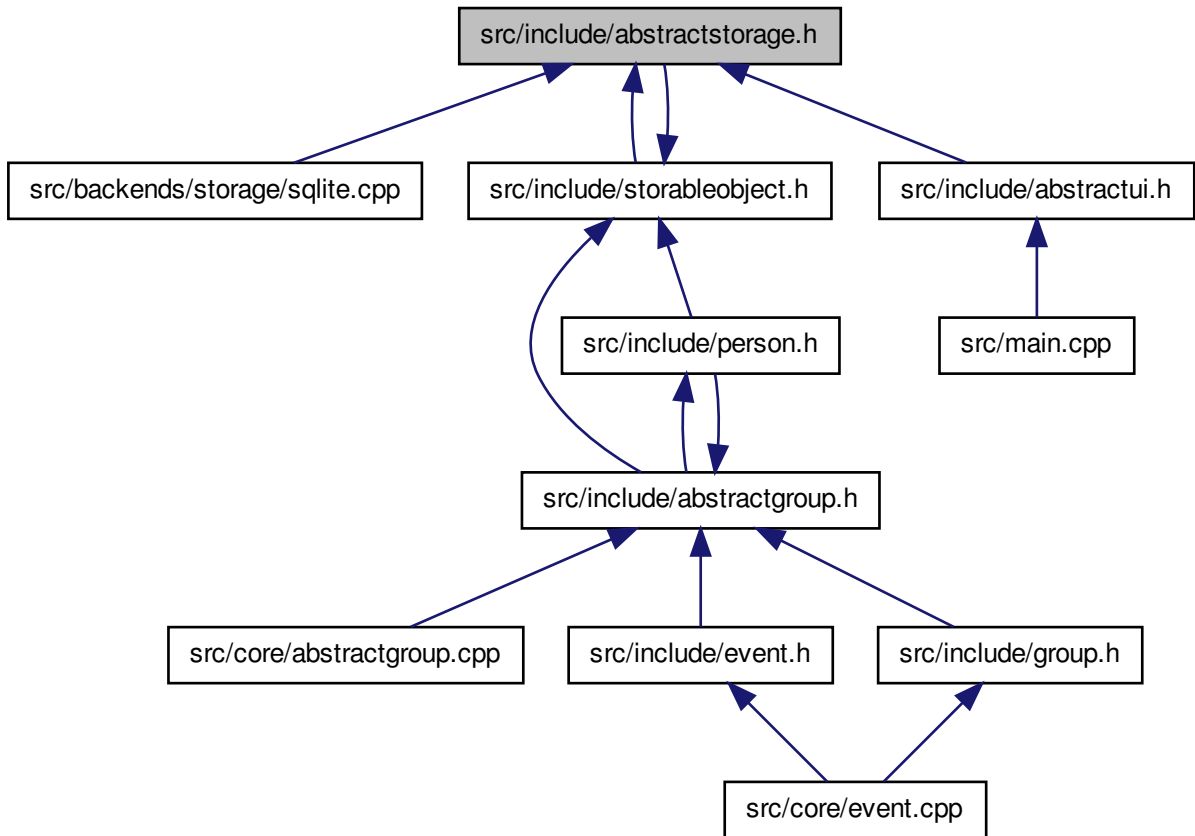 src/include/abstractstorage.h
src/backends/storage/sqlite.cpp
src/include/storableobject.h
src/include/abstractui.h
src/include/person.h
src/main.cpp
src/include/abstractgroup.h
src/core/abstractgroup.cpp
src/include/event.h
src/include/group.h
src/core/event.cpp